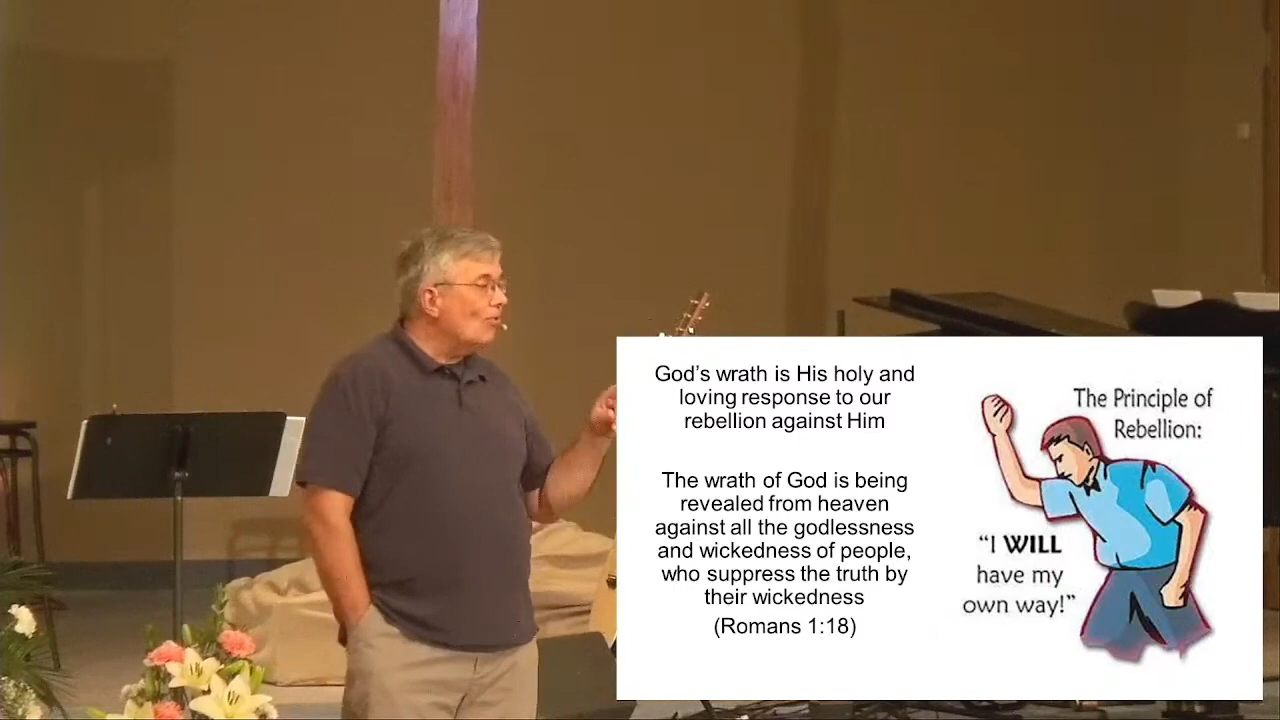 God's wrath is His holy and
loving response to our
rebellion against Him
The wrath of God is being
revealed from heaven
against all the godlessness
and wickedness of people,
who suppress the truth by
their wickedness
(Romans 1:18)
The Principle of
Rebellion:
“I WILL
have my
own way!”